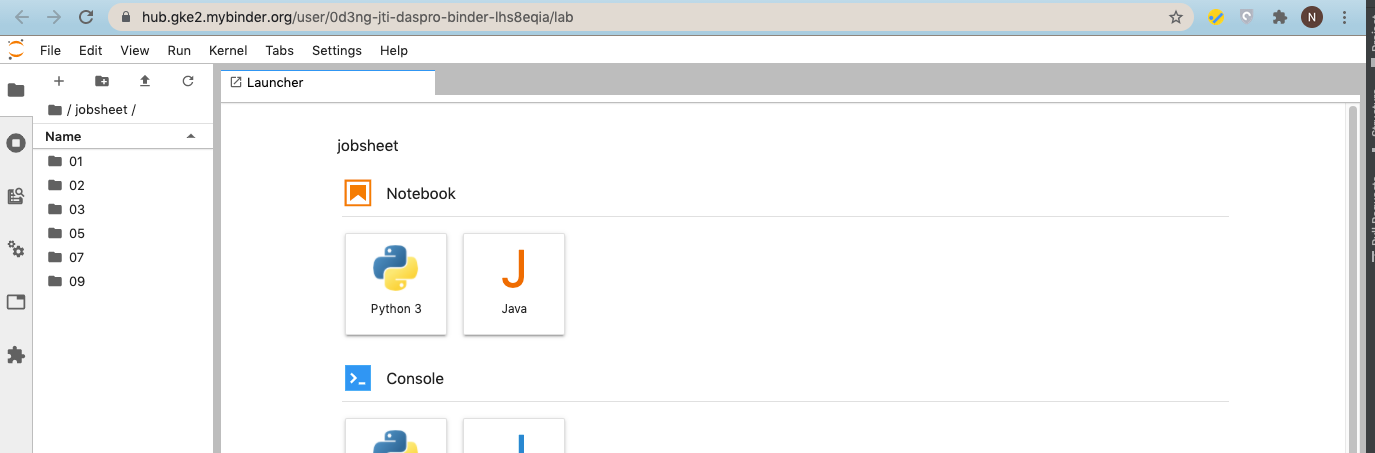 hub.gke2.mybinder.org/user/0d3ng-jti-daspro-binder-lhs8eqia/lab
N
File Edit View Run Kernel Tabs Settings Help
Launcher
/ jobsheet /
Name
01
02
03
05
07
09
jobsheet
Notebook
Python 3
J
Java
Console